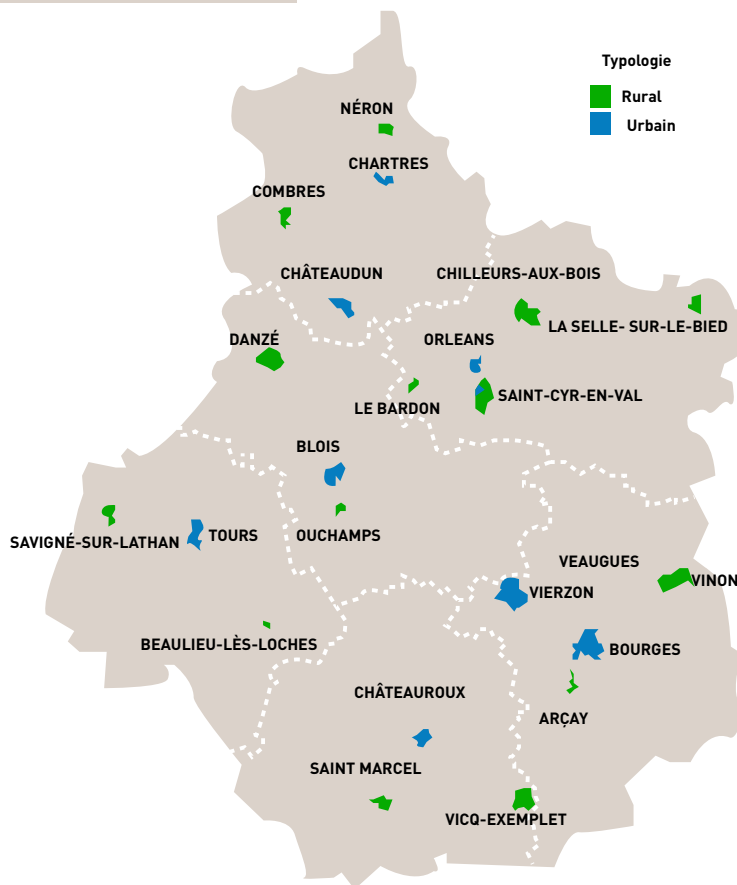 Typologie
Rural
Urbain
NÉRON
CHARTRES
COMBRES
CHÂTEAUDUN
CHILLEURS-AUX-BOIS
LA SELLE- SUR-LE-BIED
DANZÉ
ORLEANS
LE BARDON
SAINT-CYR-EN-VAL
BLOIS
SAVIGNÉ-SUR-LATHAN
TOURS
OUCHAMPS
VEAUGUES
VINON
VIERZON
BEAULIEU-LÈS-LOCHES
BOURGES
CHÂTEAUROUX
ARÇAY
SAINT MARCEL
VICQ-EXEMPLET